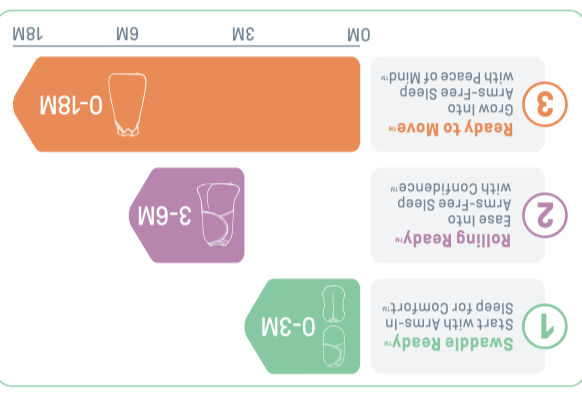 1
Swaddle Ready™
Start with Arms-In
Sleep for Comfort™
0-3M
2
Rolling Ready™
Ease Into
Arms-Free Sleep
with Confidence™
3-6M
3
Ready to Move™
Grow Into
Arms-Free Sleep
with Peace of Mind™
0-18M
0M 3M 6M 18M